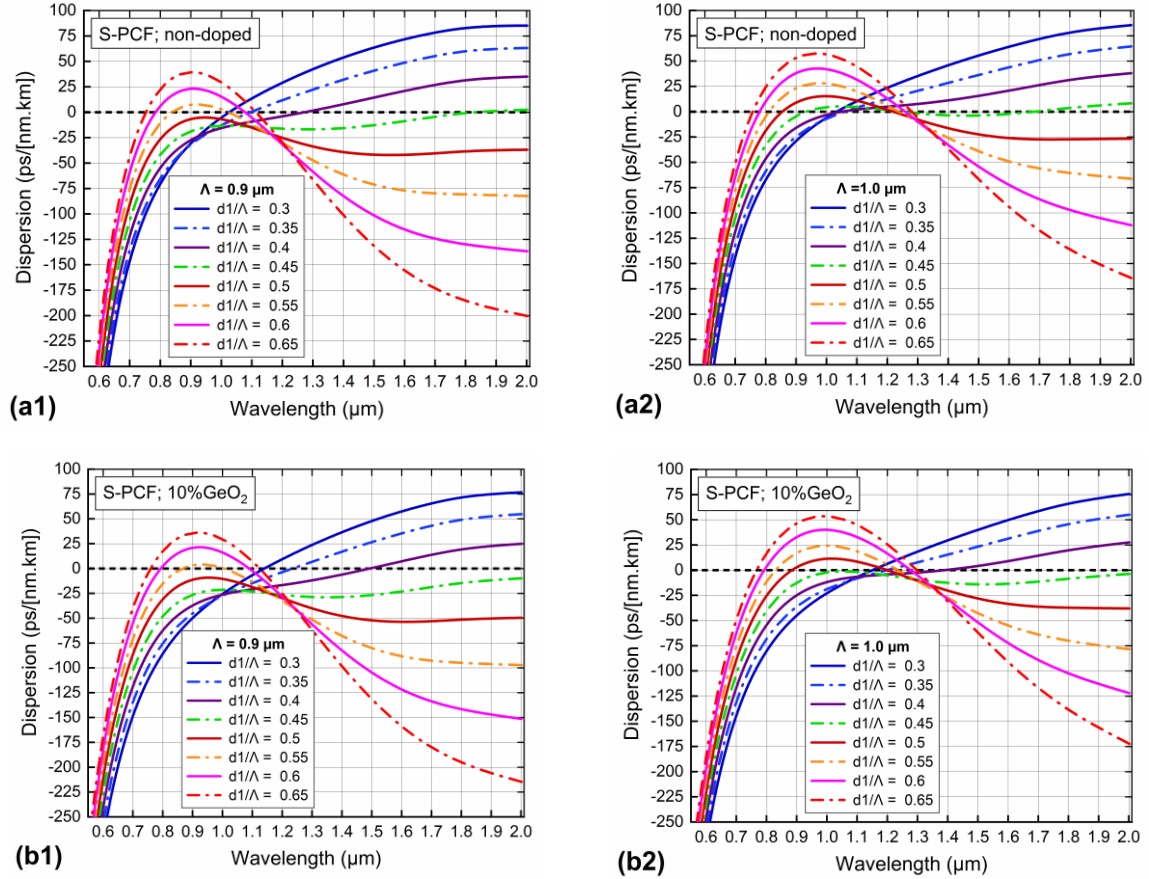 100
75
50
25
0
-25
-50
-75
-100
-125
-150
-175
-200
-225
-250
Dispersion (ps/[nm.km])
S-PCF; non-doped
Λ = 0.9 µm
d1/Λ = 0.3
d1/Λ = 0.35
d1/Λ = 0.4
d1/Λ = 0.45
d1/Λ = 0.5
d1/Λ = 0.55
d1/Λ = 0.6
d1/Λ = 0.65
0.6 0.7 0.8 0.9 1.0 1.1 1.2 1.3 1.4 1.5 1.6 1.7 1.8 1.9 2.0
Wavelength (µm)
(a1)
100
75
50
25
0
-25
-50
-75
-100
-125
-150
-175
-200
-225
-250
Dispersion (ps/[nm.km])
S-PCF; non-doped
Λ =1.0 µm
d1/Λ = 0.3
d1/Λ = 0.35
d1/Λ = 0.4
d1/Λ = 0.45
d1/Λ = 0.5
d1/Λ = 0.55
d1/Λ = 0.6
d1/Λ = 0.65
0.6 0.7 0.8 0.9 1.0 1.1 1.2 1.3 1.4 1.5 1.6 1.7 1.8 1.9 2.0
Wavelength (µm)
(a2)
100
75
50
25
0
-25
-50
-75
-100
-125
-150
-175
-200
-225
-250
Dispersion (ps/[nm.km])
S-PCF; 10%GeO₂
Λ = 0.9 µm
d1/Λ = 0.3
d1/Λ = 0.35
d1/Λ = 0.4
d1/Λ = 0.45
d1/Λ = 0.5
d1/Λ = 0.55
d1/Λ = 0.6
d1/Λ = 0.65
0.6 0.7 0.8 0.9 1.0 1.1 1.2 1.3 1.4 1.5 1.6 1.7 1.8 1.9 2.0
Wavelength (µm)
(b1)
100
75
50
25
0
-25
-50
-75
-100
-125
-150
-175
-200
-225
-250
Dispersion (ps/[nm.km])
S-PCF; 10%GeO₂
Λ = 1.0 µm
d1/Λ = 0.3
d1/Λ = 0.35
d1/Λ = 0.4
d1/Λ = 0.45
d1/Λ = 0.5
d1/Λ = 0.55
d1/Λ = 0.6
d1/Λ = 0.65
0.6 0.7 0.8 0.9 1.0 1.1 1.2 1.3 1.4 1.5 1.6 1.7 1.8 1.9 2.0
Wavelength (µm)
(b2)